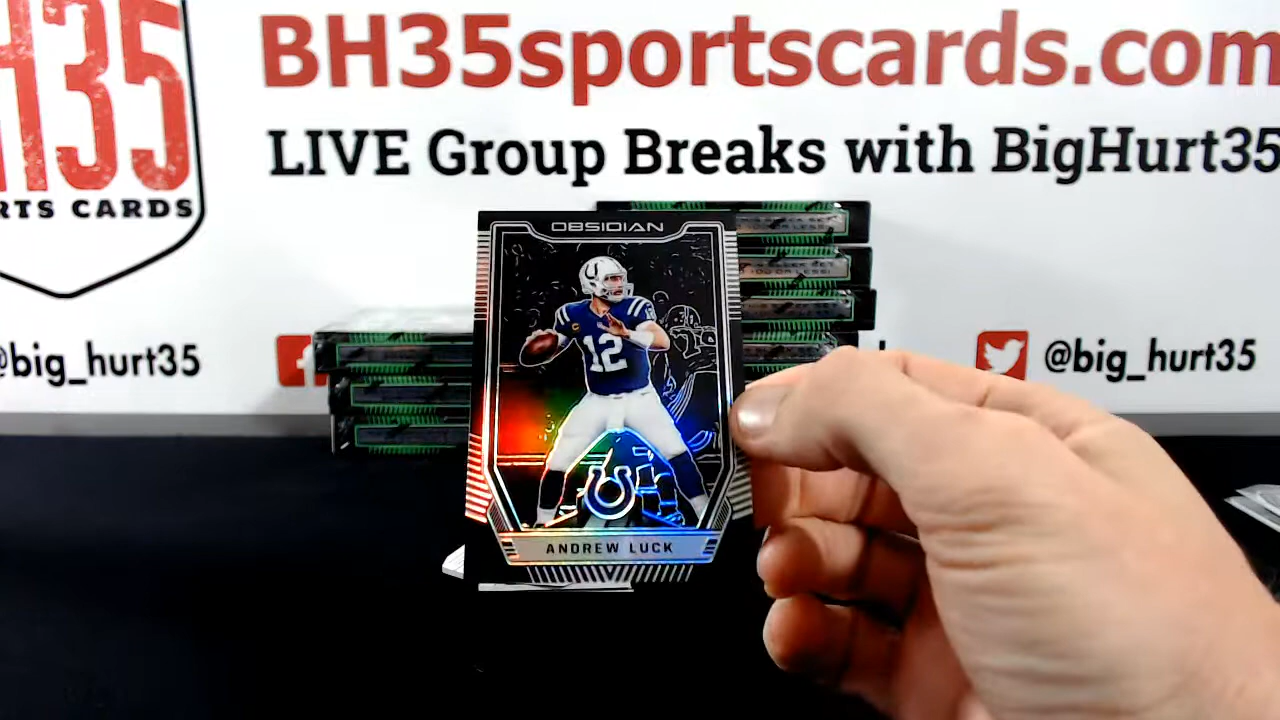 BH35sportscards.com
H35
LIVE Group Breaks with BigHurt35
RTS CARDS
OBSIDIAN
12
ANDREW LUCK
@big_hurt35
@big_hurt35